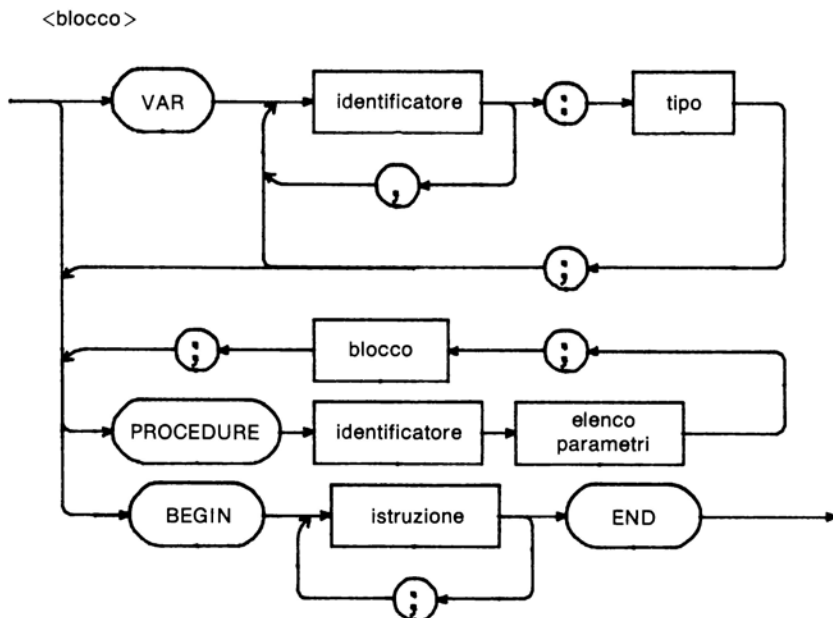 <blocco>
VAR identificatore : tipo
,
;
; blocco ;
PROCEDURE identificatore elenco parametri
BEGIN istruzione END
;